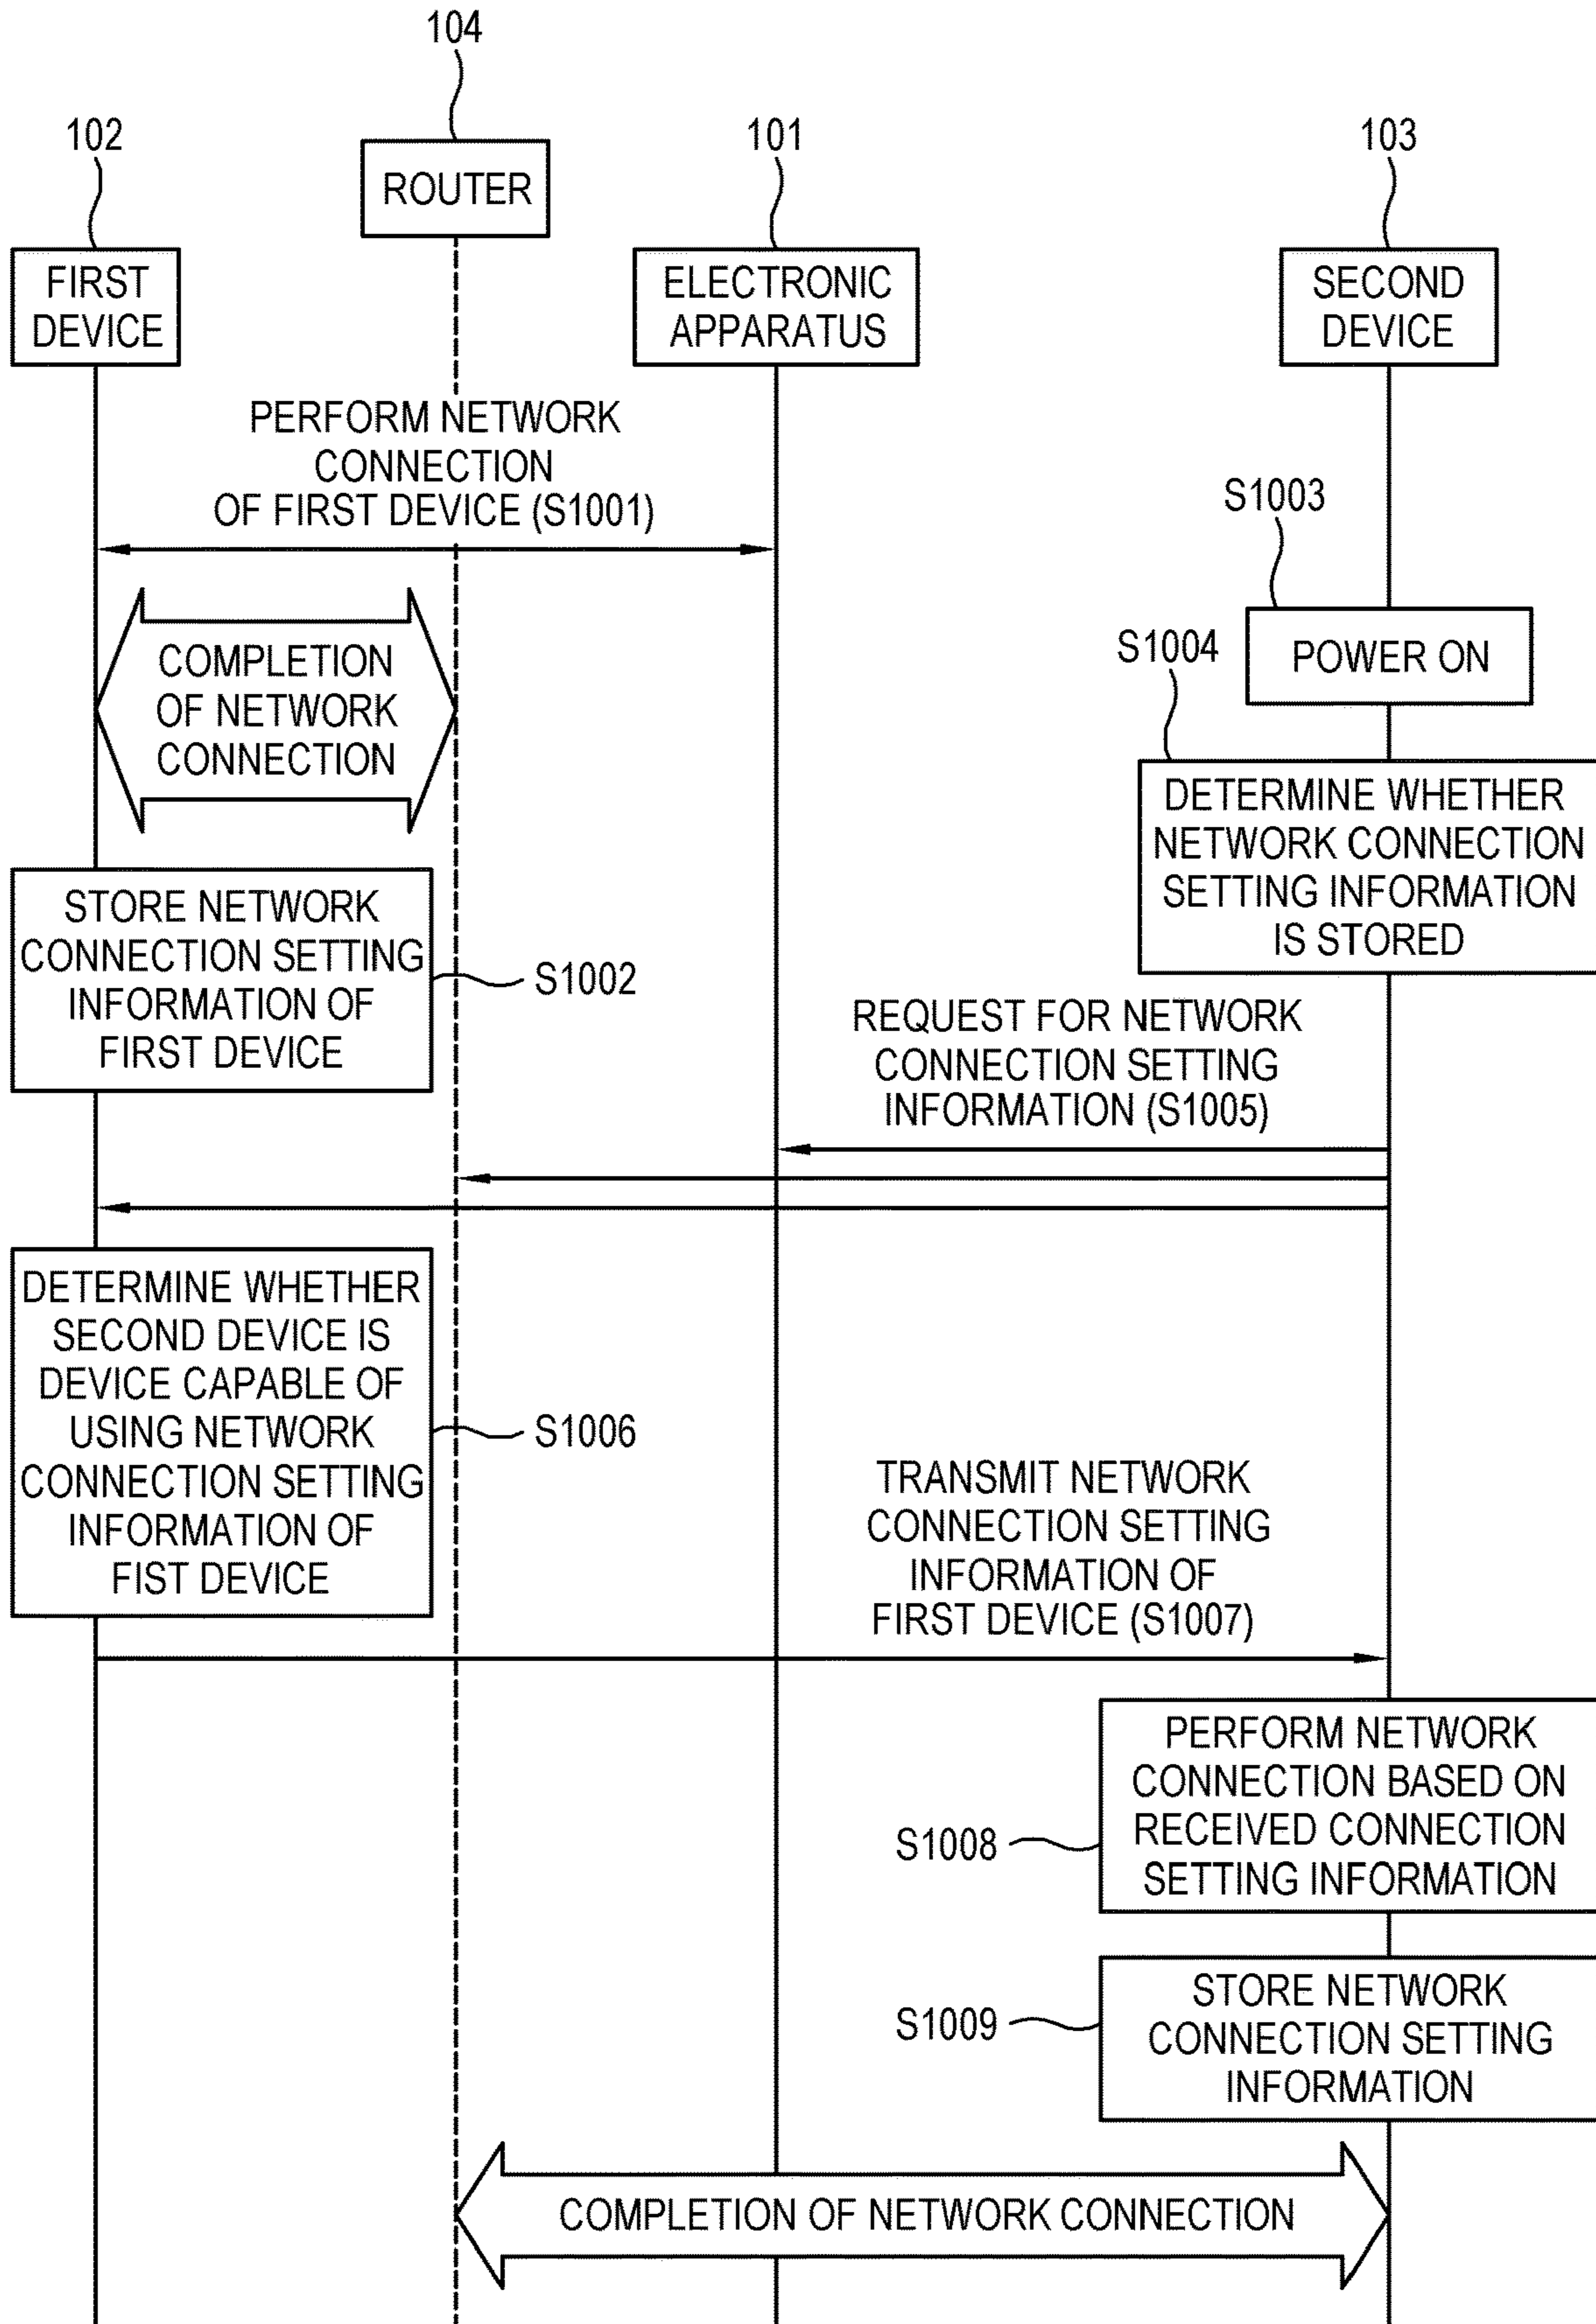 104
102
101
103
ROUTER
FIRST
DEVICE
ELECTRONIC
APPARATUS
SECOND
DEVICE
PERFORM NETWORK
CONNECTION
OF FIRST DEVICE (S1001)
S1003
POWER ON
COMPLETION
OF NETWORK
CONNECTION
S1004
DETERMINE WHETHER
NETWORK CONNECTION
SETTING INFORMATION
IS STORED
STORE NETWORK
CONNECTION SETTING
INFORMATION OF
FIRST DEVICE
S1002
REQUEST FOR NETWORK
CONNECTION SETTING
INFORMATION (S1005)
DETERMINE WHETHER
SECOND DEVICE IS
DEVICE CAPABLE OF
USING NETWORK
CONNECTION SETTING
INFORMATION OF
FIST DEVICE
S1006
TRANSMIT NETWORK
CONNECTION SETTING
INFORMATION OF
FIRST DEVICE (S1007)
PERFORM NETWORK
CONNECTION BASED ON
RECEIVED CONNECTION
SETTING INFORMATION
S1008
STORE NETWORK
CONNECTION SETTING
INFORMATION
S1009
COMPLETION OF NETWORK CONNECTION